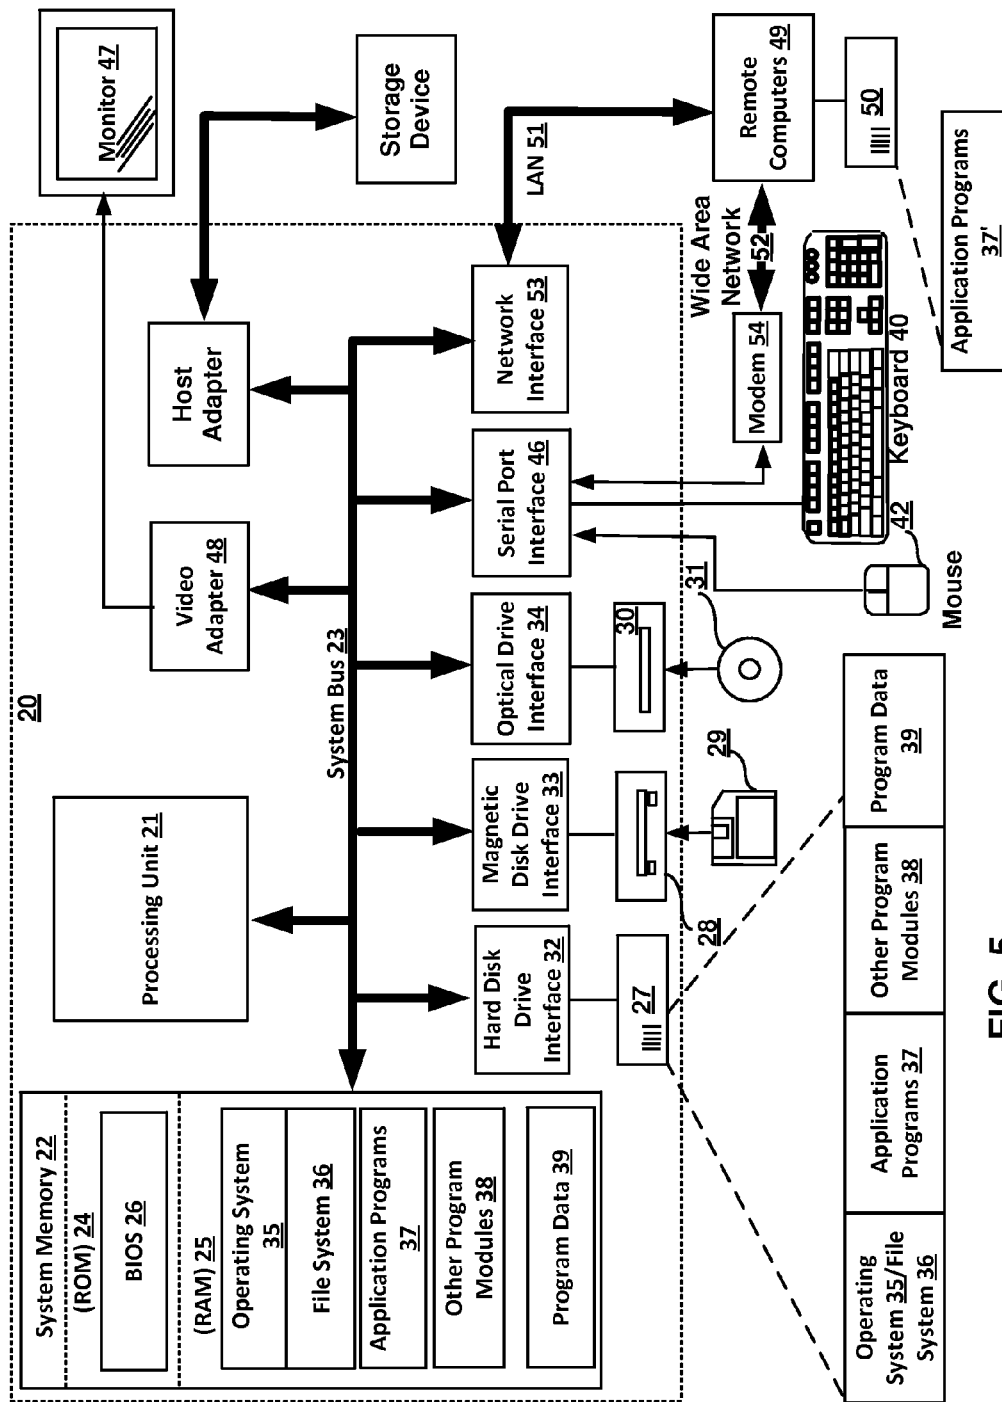 System Memory 22
(ROM) 24
BIOS 26
(RAM) 25
Operating System
35
File System 36
Application Programs
37
Other Program
Modules 38
Program Data 39
20
Processing Unit 21
Video
Adapter 48
Host
Adapter
Monitor 47
Storage
Device
System Bus 23
Hard Disk
Drive
Interface 32
Magnetic
Disk Drive
Interface 33
Optical Drive
Interface 34
Serial Port
Interface 46
Network
Interface 53
LAN 51
27
28
29
30
31
Wide Area
Network
52
Modem 54
Remote
Computers 49
50
Keyboard 40
42
Mouse
Application Programs
37'
Operating
System 35/File
System 36
Application
Programs 37
Other Program
Modules 38
Program Data
39
FIG. 5